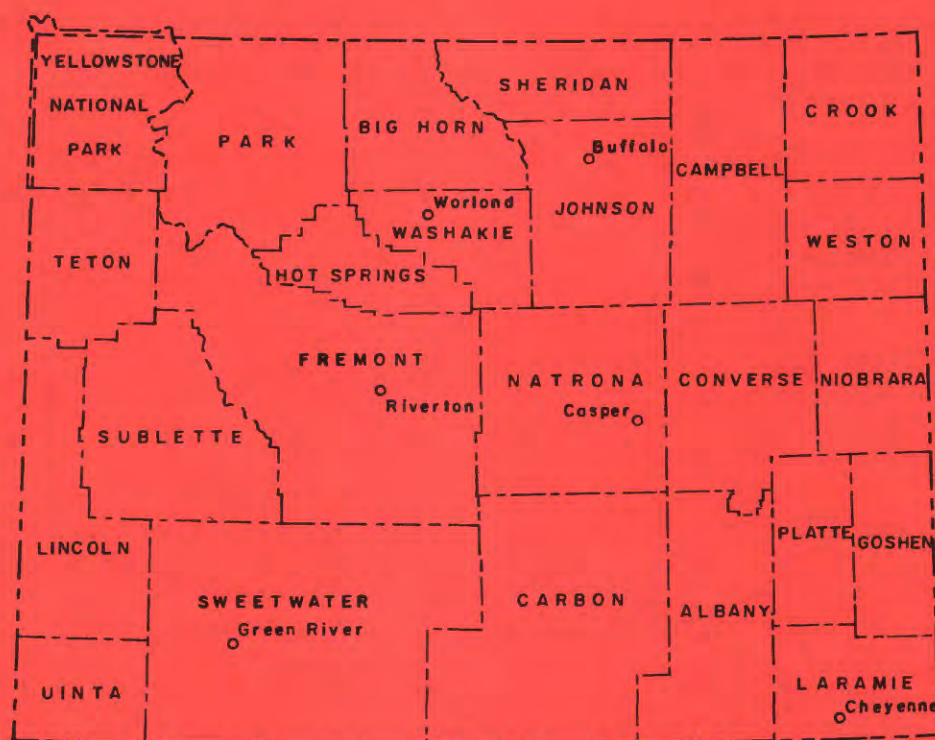 YELLOWSTONE
NATIONAL
PARK
PARK
BIG HORN
SHERIDAN
CROOK
Buffalo
CAMPBELL
JOHNSON
Worland
WASHAKIE
WESTON
TETON
HOT SPRINGS
FREMONT
Riverton
NATRONA
Casper
CONVERSE
NIOBRARA
SUBLETTE
LINCOLN
PLATTE
GOSHEN
SWEETWATER
Green River
CARBON
ALBANY
UINTA
LARAMIE
Cheyenne